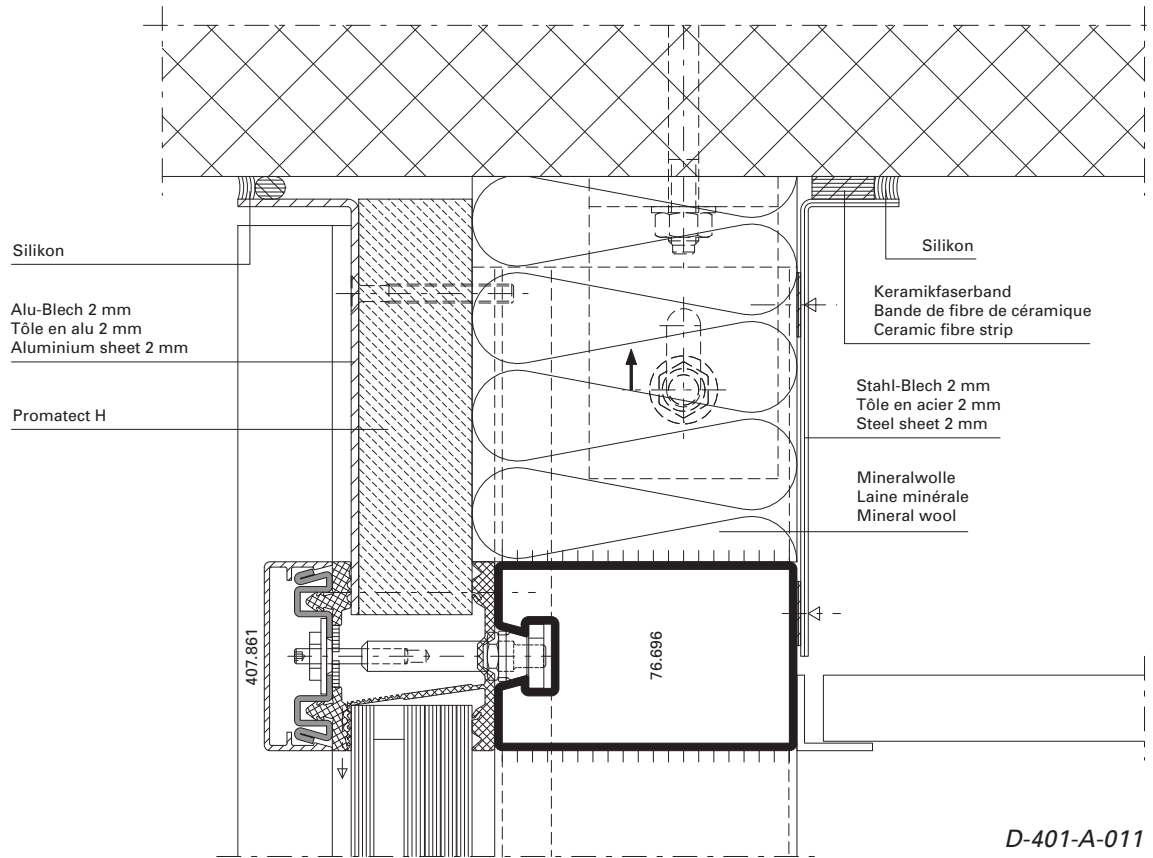 Silikon
Alu-Blech 2 mm
Tôle en alu 2 mm
Aluminium sheet 2 mm
Promatect H
Silikon
Keramikfaserband
Bande de fibre de céramique
Ceramic fibre strip
Stahl-Blech 2 mm
Tôle en acier 2 mm
Steel sheet 2 mm
Mineralwolle
Laine minérale
Mineral wool
407.861
76.696
D-401-A-011